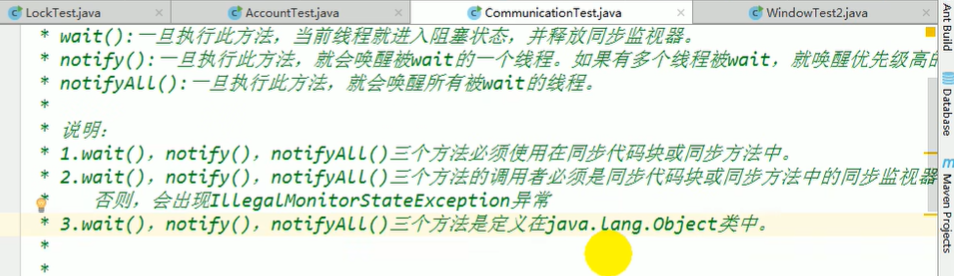 LockTest.java AccountTest.java CommunicationTest.java WindowTest2.java
* wait():一旦执行此方法，当前线程就进入阻塞状态，并释放同步监视器。
* notify():一旦执行此方法，就会唤醒被wait的一个线程。如果有多个线程被wait，就唤醒优先级高的
* notifyAll():一旦执行此方法，就会唤醒所有被wait的线程。
*
* 说明：
* 1.wait()，notify()，notifyAll()三个方法必须使用在同步代码块或同步方法中。
* 2.wait()，notify()，notifyAll()三个方法的调用者必须是同步代码块或同步方法中的同步监视器
* 否则，会出现IllegalMonitorStateException异常
* 3.wait()，notify()，notifyAll()三个方法是定义在java.lang.Object类中。
*
*
Ant Build
Database
Maven Projects